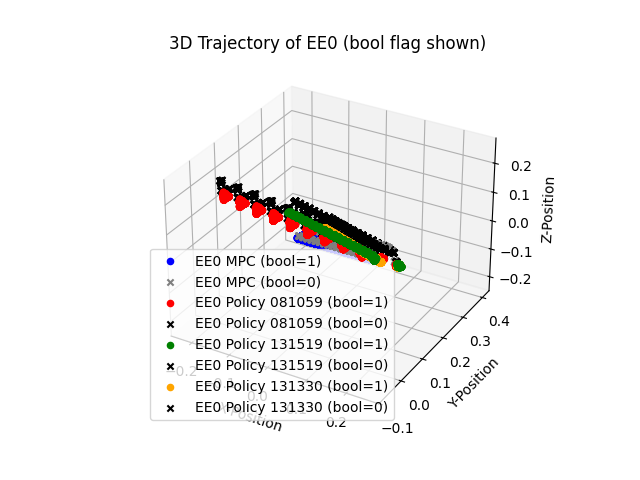 3D Trajectory of EE0 (bool flag shown)
0.2
0.1
0.0
−0.1
−0.2
Z-Position
EE0 MPC (bool=1)
EE0 MPC (bool=0)
EE0 Policy 081059 (bool=1)
EE0 Policy 081059 (bool=0)
EE0 Policy 131519 (bool=1)
EE0 Policy 131519 (bool=0)
EE0 Policy 131330 (bool=1)
EE0 Policy 131330 (bool=0)
0.4
0.3
0.2
0.1
0.0
−0.1
Y-Position
−0.2
0.0
0.2